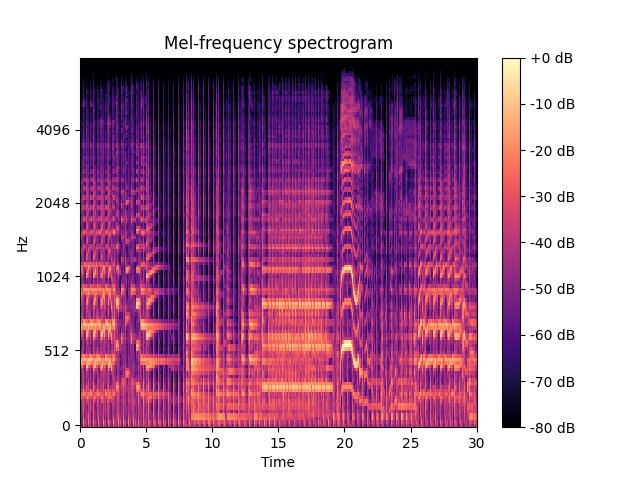 Mel-frequency spectrogram
Hz
4096
2048
1024
512
0
0 5 10 15 20 25 30
Time
+0 dB
-10 dB
-20 dB
-30 dB
-40 dB
-50 dB
-60 dB
-70 dB
-80 dB